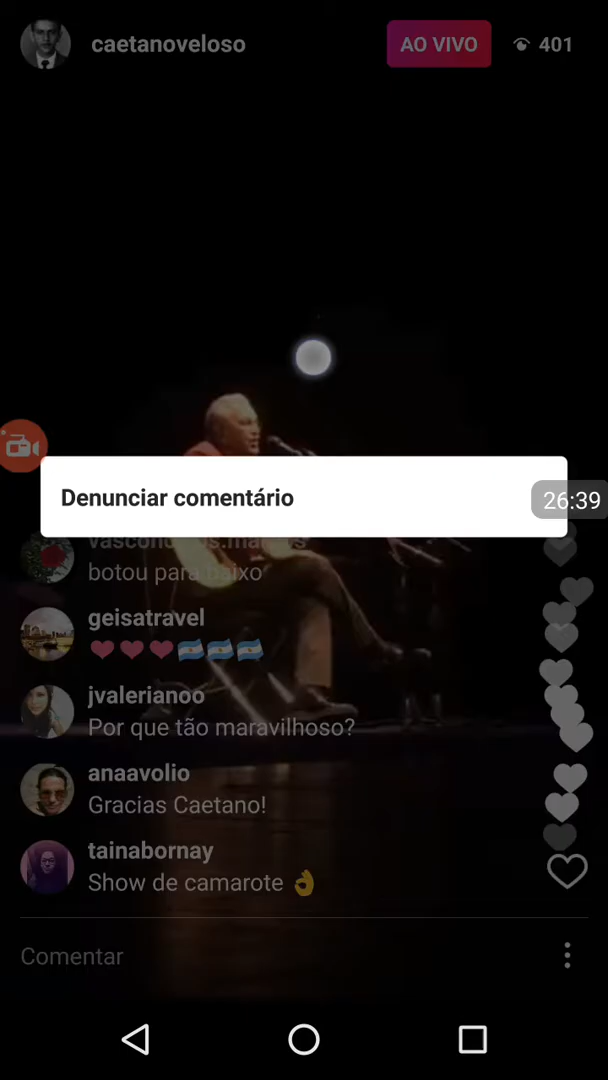 caetanoveloso
AO VIVO
401
Denunciar comentário
26:39
botou para baixo
geisatravel
jvalerianoo
Por que tão maravilhoso?
anaavolio
Gracias Caetano!
tainabornay
Show de camarote 👌
Comentar